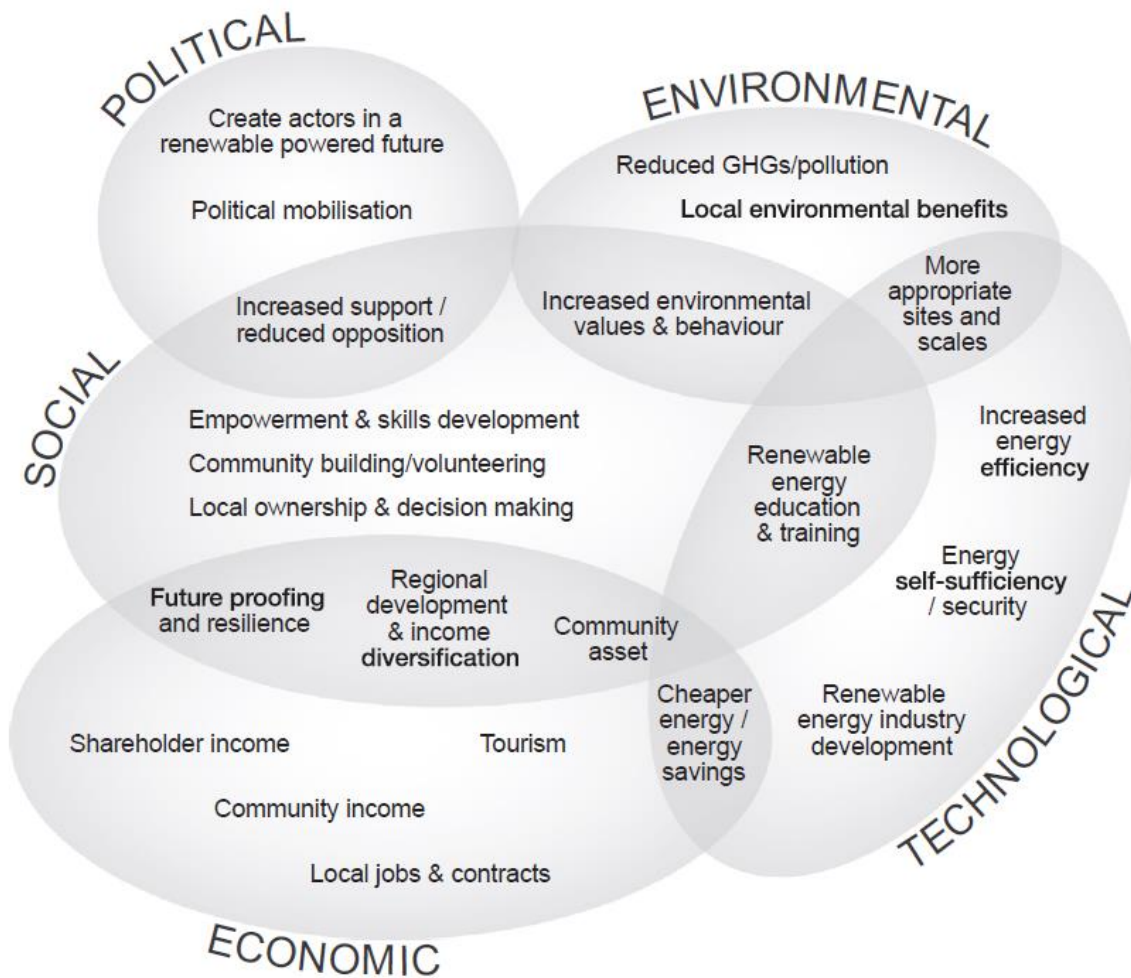 POLITICAL
Create actors in a
renewable powered future
Political mobilisation
Increased support /
reduced opposition
ENVIRONMENTAL
Reduced GHGs/pollution
Local environmental benefits
Increased environmental
values & behaviour
More
appropriate
sites and
scales
SOCIAL
Empowerment & skills development
Community building/volunteering
Local ownership & decision making
Renewable
energy
education
& training
Increased
energy
efficiency
Energy
self-sufficiency
/ security
TECHNOLOGICAL
Future proofing
and resilience
Regional
development
& income
diversification
Community
asset
Cheaper
energy /
energy
savings
Renewable
energy industry
development
Shareholder income
Tourism
Community income
Local jobs & contracts
ECONOMIC